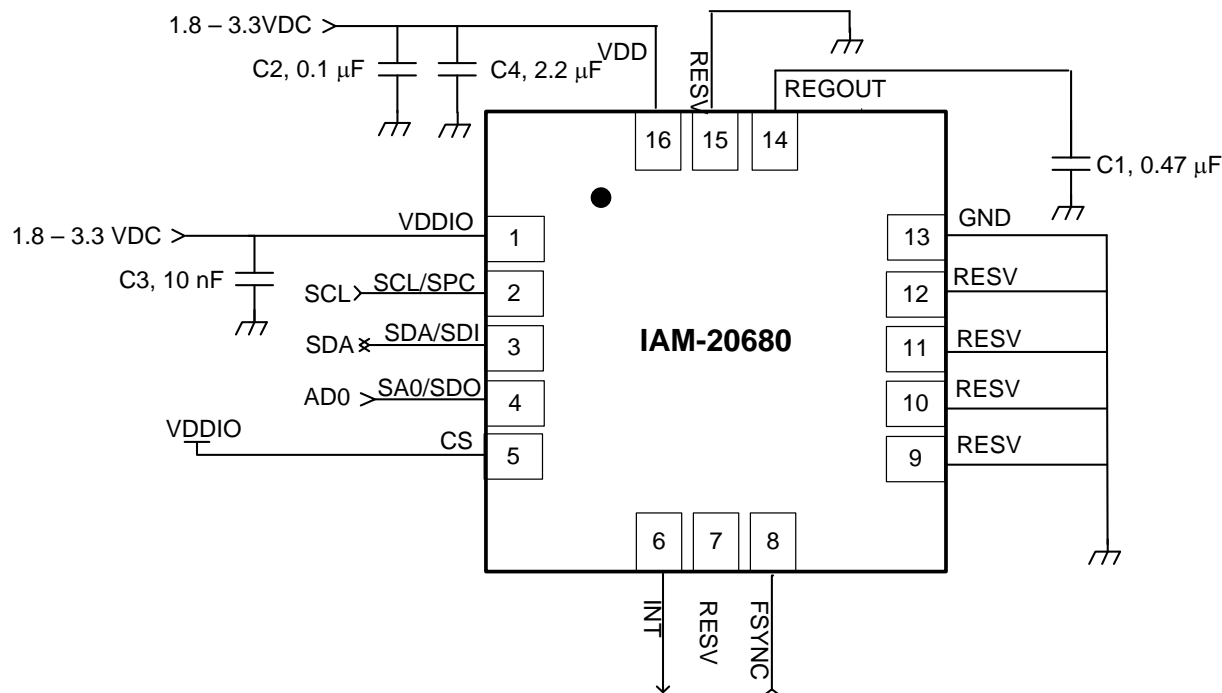 1.8 – 3.3VDC
C2, 0.1 μF
C4, 2.2 μF
VDD
RESV
REGOUT
C1, 0.47 μF
16
15
14
1.8 – 3.3 VDC
VDDIO
C3, 10 nF
SCL
SCL/SPC
SDA
SDA/SDI
AD0
SA0/SDO
VDDIO
CS
1
2
3
4
5
IAM-20680
13
12
11
10
9
GND
RESV
RESV
RESV
RESV
6
7
8
INT
RESV
FSYNC